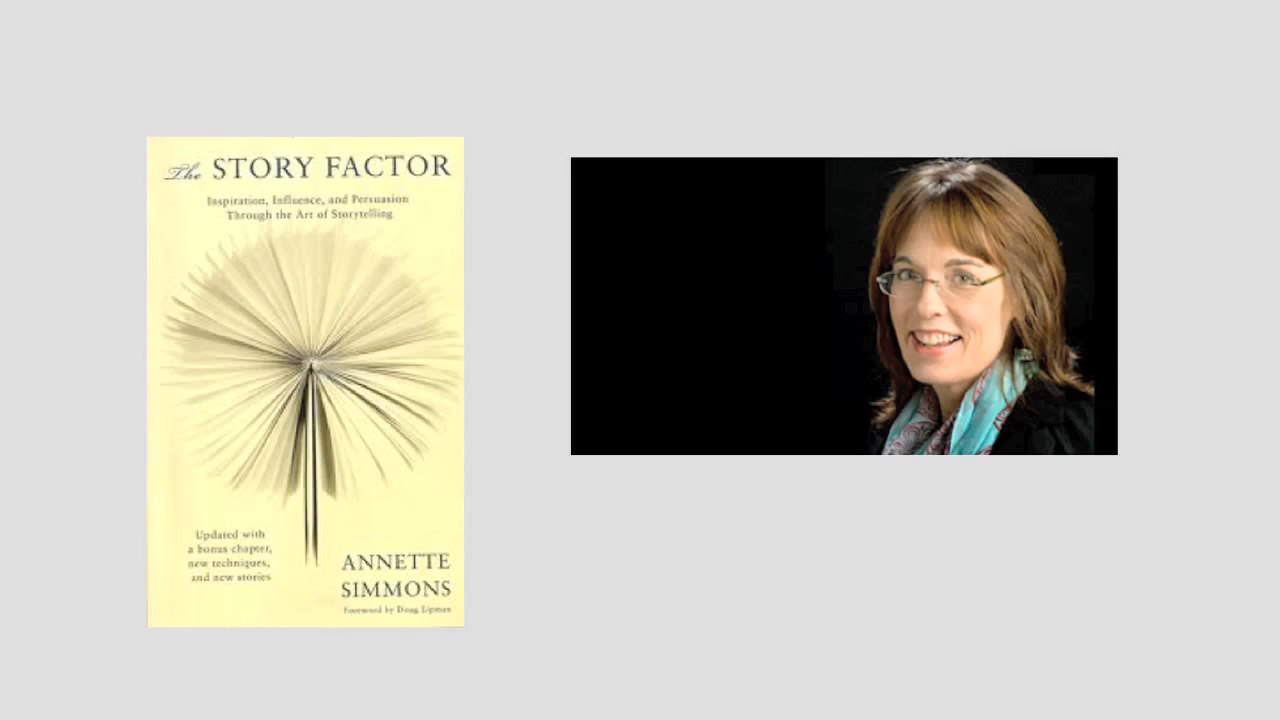 The STORY FACTOR
Inspiration, Influence, and Persuasion
Through the Art of Storytelling
Updated with
a bonus chapter,
new techniques,
and new stories
ANNETTE
SIMMONS
Foreword by Doug Lipman